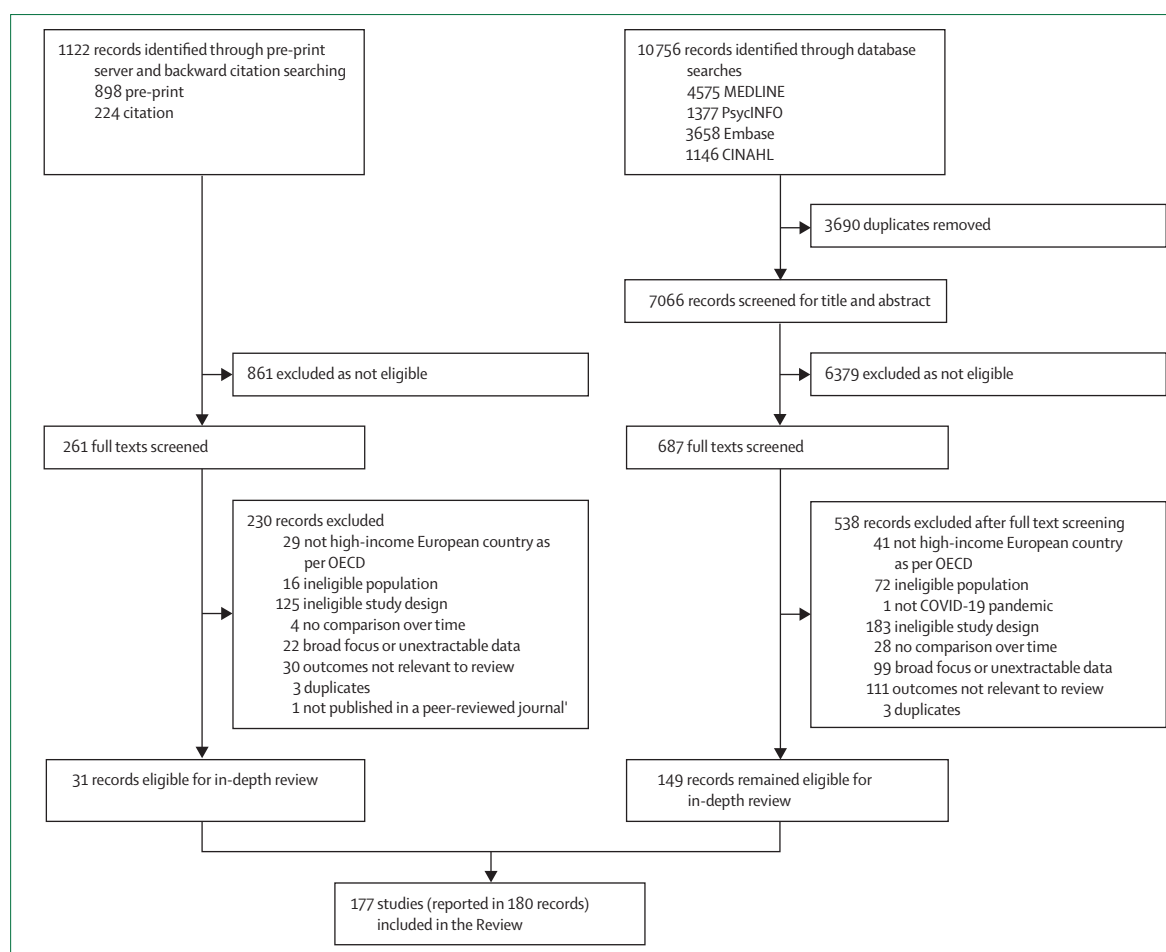 1122 records identified through pre-print
server and backward citation searching
898 pre-print
224 citation
10 756 records identified through database
searches
4575 MEDLINE
1377 PsycINFO
3658 Embase
1146 CINAHL
3690 duplicates removed
7066 records screened for title and abstract
861 excluded as not eligible
6379 excluded as not eligible
261 full texts screened
687 full texts screened
230 records excluded
29 not high-income European country as
per OECD
16 ineligible population
125 ineligible study design
4 no comparison over time
22 broad focus or unextractable data
30 outcomes not relevant to review
3 duplicates
1 not published in a peer-reviewed journal'
538 records excluded after full text screening
41 not high-income European country
as per OECD
72 ineligible population
1 not COVID-19 pandemic
183 ineligible study design
28 no comparison over time
99 broad focus or unextractable data
111 outcomes not relevant to review
3 duplicates
31 records eligible for in-depth review
149 records remained eligible for
in-depth review
177 studies (reported in 180 records)
included in the Review